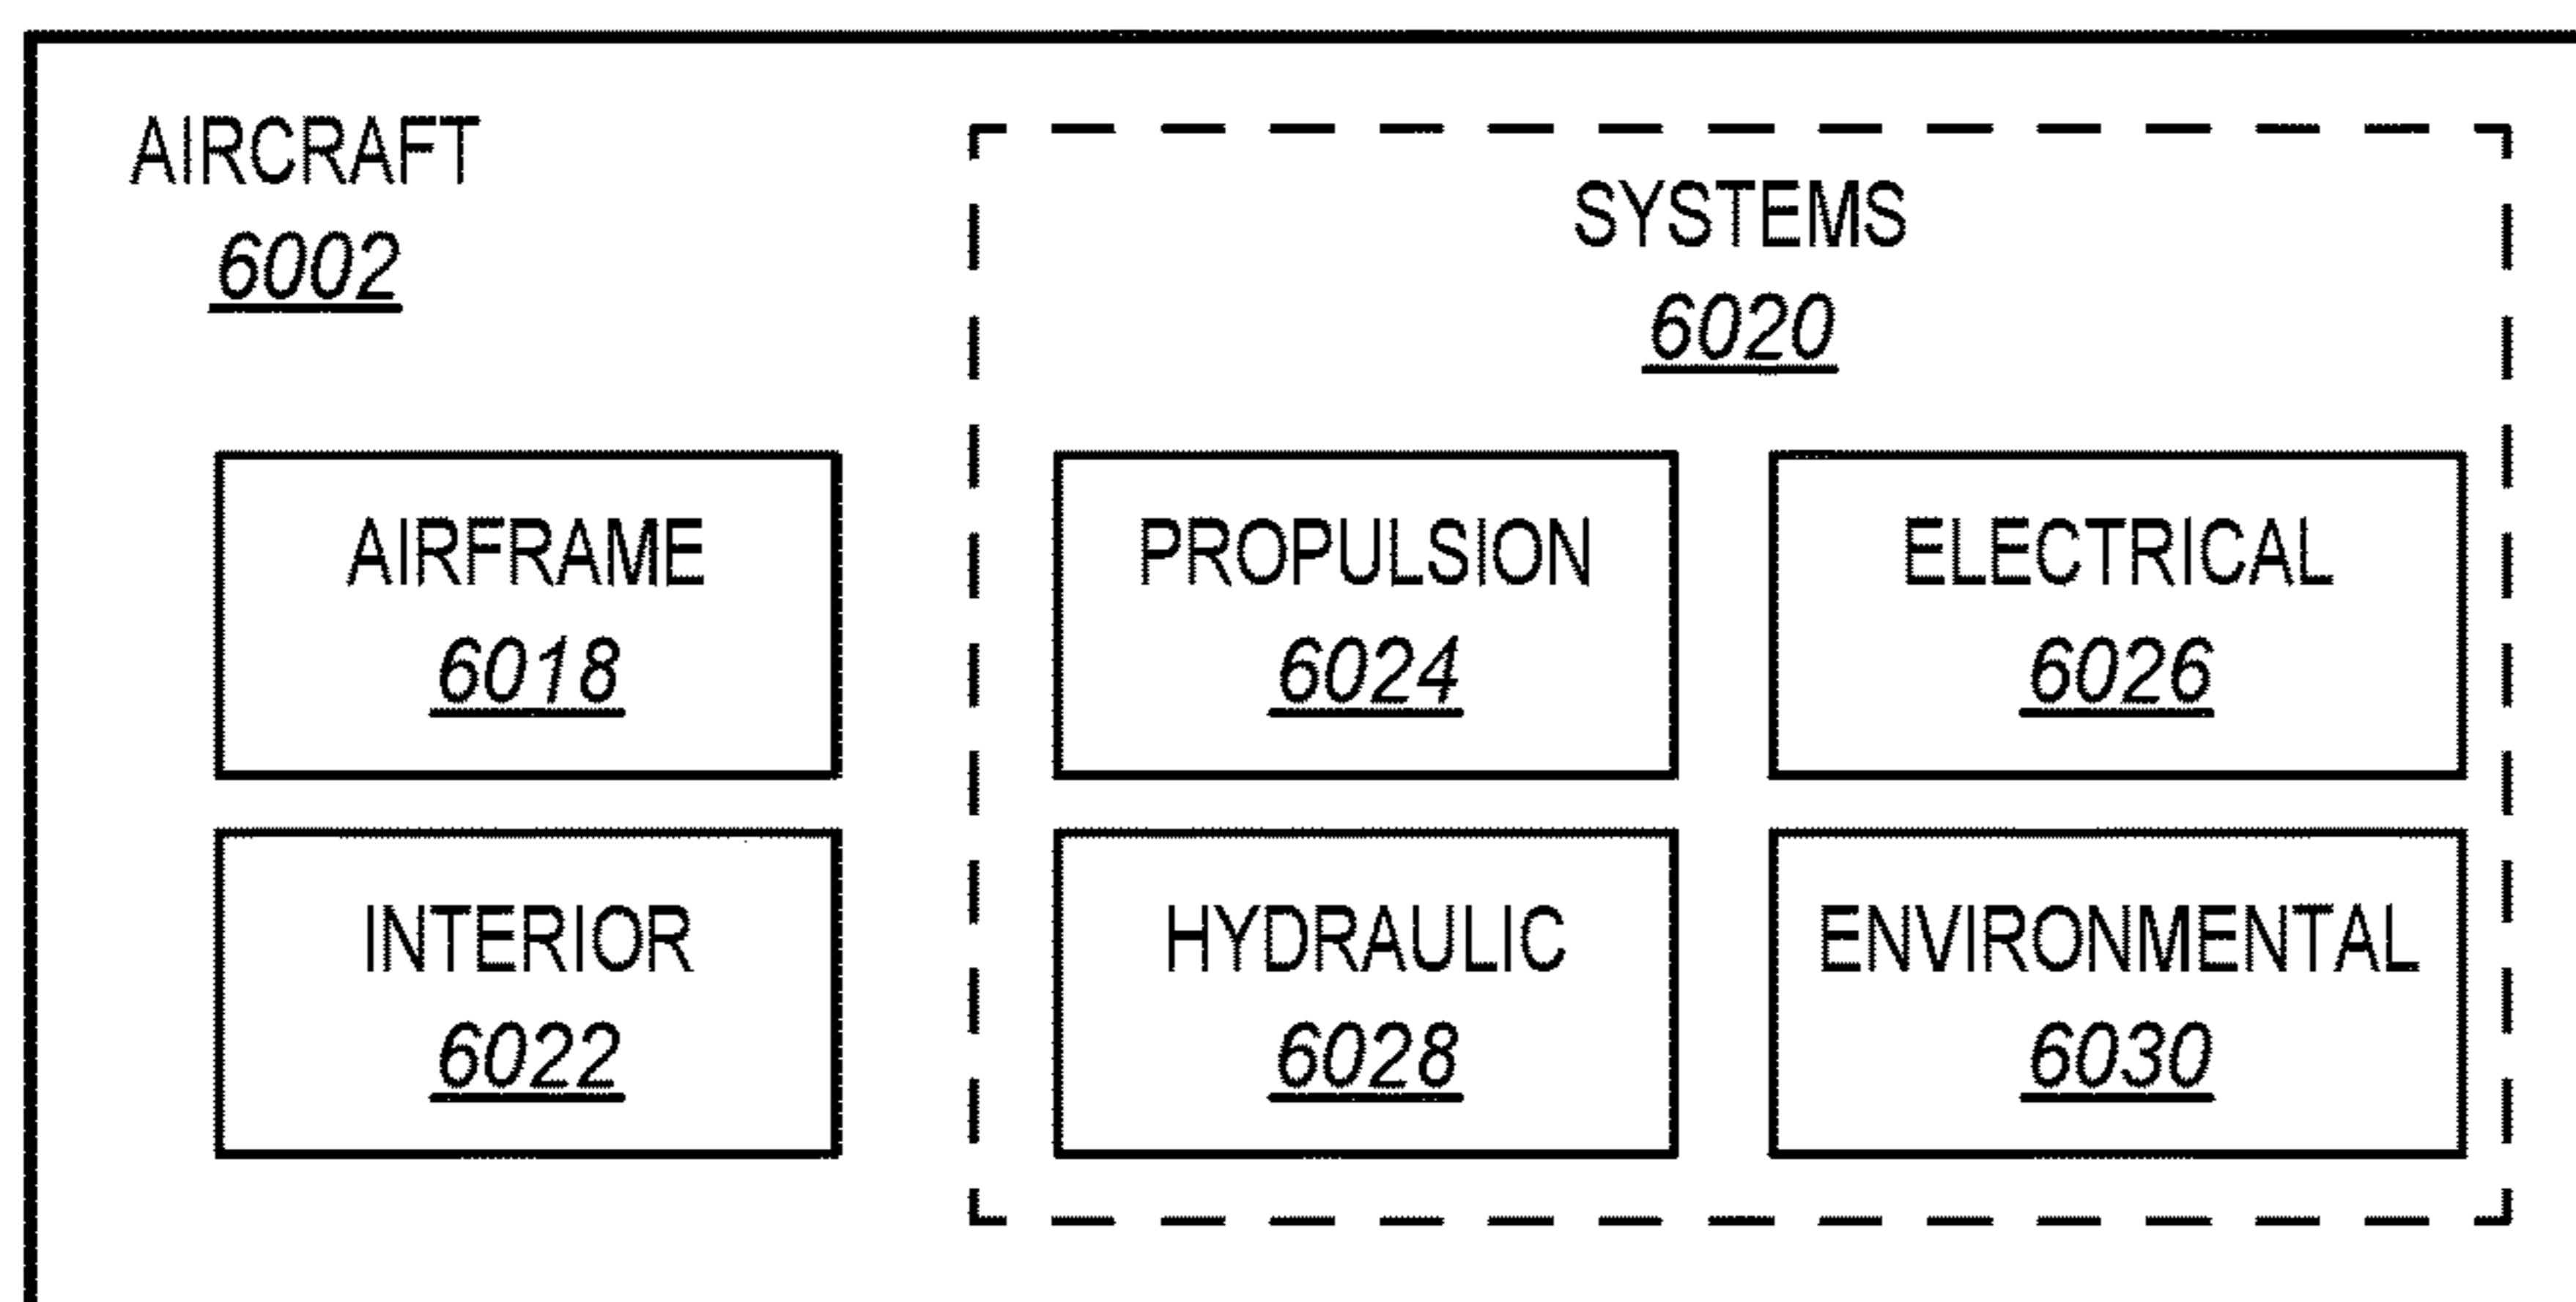 AIRCRAFT
6002
SYSTEMS
6020
AIRFRAME
6018
PROPULSION
6024
ELECTRICAL
6026
INTERIOR
6022
HYDRAULIC
6028
ENVIRONMENTAL
6030